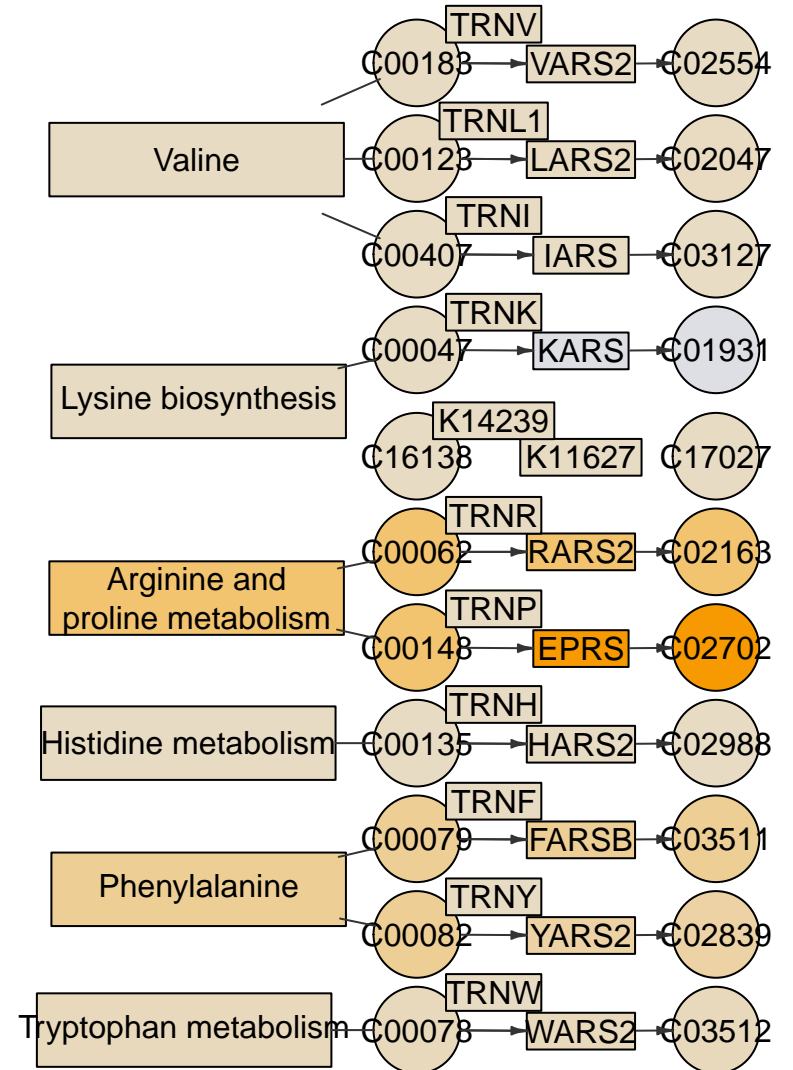 TRNV
C00183
VARS2
C02554
TRNL1
Valine
C00123
LARS2
C02047
TRNI
C00407
IARS
C03127
TRNK
C00047
KARS
C01931
Lysine biosynthesis
K14239
C16138
K11627
C17027
TRNR
C00062
RARS2
C02163
Arginine and
proline metabolism
TRNP
C00148
EPRS
C02702
TRNH
Histidine metabolism
C00135
HARS2
C02988
TRNF
C00079
FARSB
C03511
Phenylalanine
TRNY
C00082
YARS2
C02839
TRNW
Tryptophan metabolism
C00078
WARS2
C03512